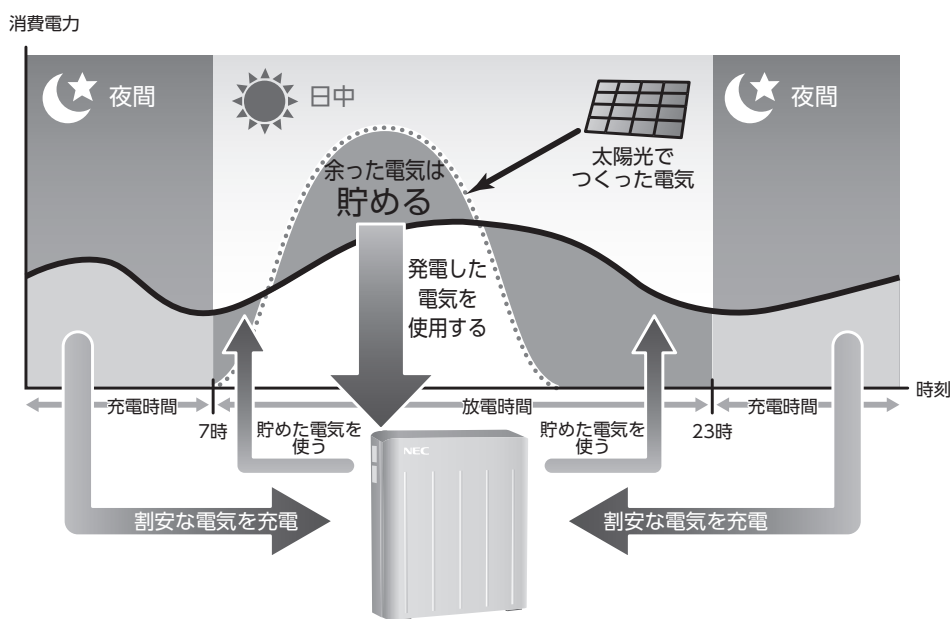 消費電力
夜間
日中
夜間
太陽光で
つくった電気
余った電気は
貯める
発電した
電気を
使用する
時刻
充電時間
放電時間
充電時間
7時
23時
貯めた電気を
使う
貯めた電気を
使う
NEC
割安な電気を充電
割安な電気を充電